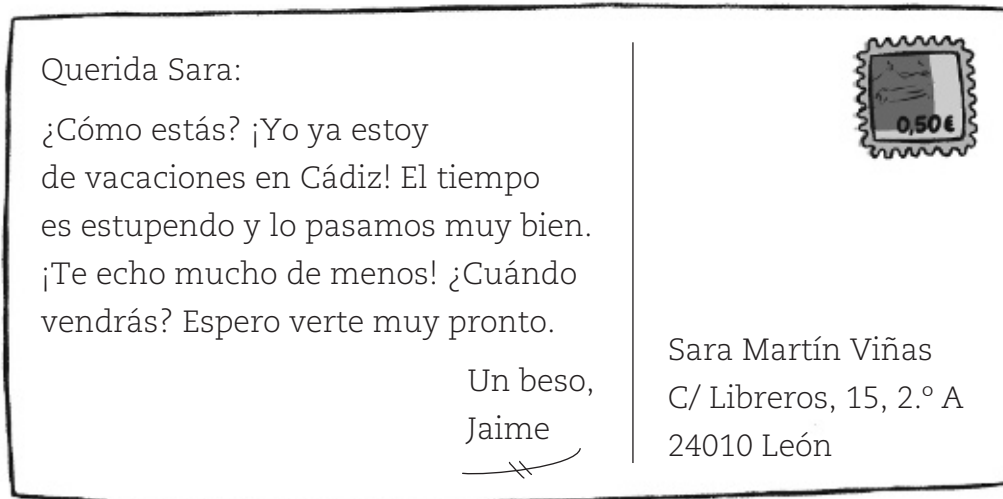 Querida Sara:
¿Cómo estás? ¡Yo ya estoy
de vacaciones en Cádiz! El tiempo
es estupendo y lo pasamos muy bien.
¡Te echo mucho de menos! ¿Cuándo
vendrás? Espero verte muy pronto.
Un beso,
Jaime
0,50 €
Sara Martín Viñas
C/ Libreros, 15, 2.º A
24010 León